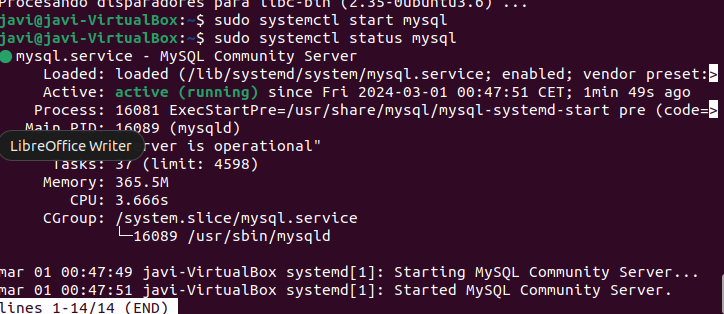 Procesando disparadores para libc-bin (2.35-0ubuntu3.6) ...
javi@javi-VirtualBox:~$ sudo systemctl start mysql
javi@javi-VirtualBox:~$ sudo systemctl status mysql
● mysql.service - MySQL Community Server
Loaded: loaded (/lib/systemd/system/mysql.service; enabled; vendor preset:>
Active: active (running) since Fri 2024-03-01 00:47:51 CET; 1min 49s ago
Process: 16081 ExecStartPre=/usr/share/mysql/mysql-systemd-start pre (code=>
Main PID: 16089 (mysqld)
LibreOffice Writer
rver is operational"
Tasks: 37 (limit: 4598)
Memory: 365.5M
CPU: 3.666s
CGroup: /system.slice/mysql.service
└─16089 /usr/sbin/mysqld
mar 01 00:47:49 javi-VirtualBox systemd[1]: Starting MySQL Community Server...
mar 01 00:47:51 javi-VirtualBox systemd[1]: Started MySQL Community Server.
lines 1-14/14 (END)